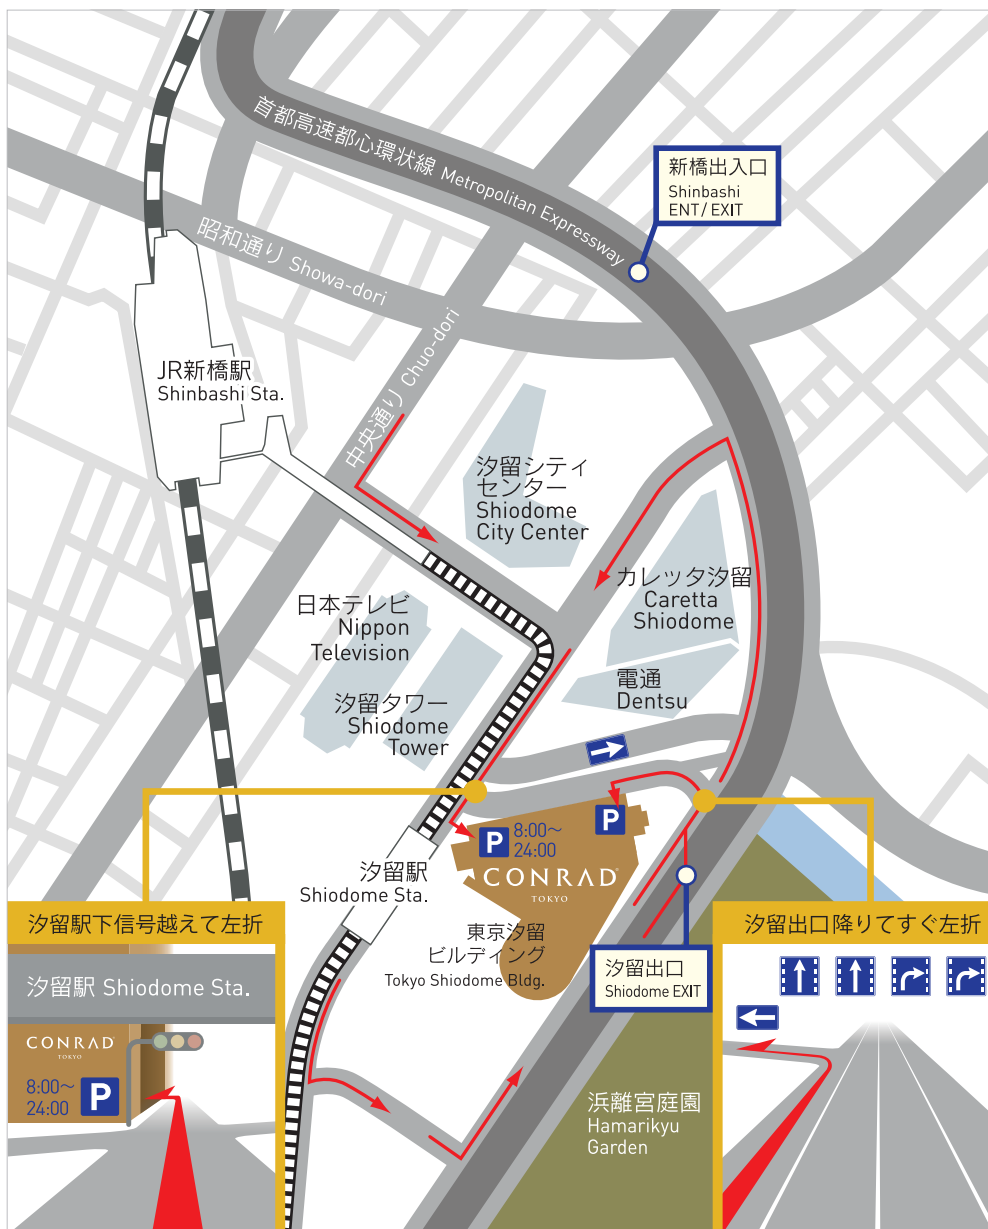 首都高速都心環状線 Metropolitan Expressway
新橋出入口
Shinbashi
ENT/EXIT
昭和通り Showa-dori
中央通り Chuo-dori
JR新橋駅
Shinbashi Sta.
汐留シティ
センター
Shiodome
City Center
カレッタ汐留
Caretta
Shiodome
日本テレビ
Nippon
Television
電通
Dentsu
汐留タワー
Shiodome
Tower
P
8:00〜
24:00
P
CONRAD
TOKYO
汐留駅
Shiodome Sta.
東京汐留
ビルディング
Tokyo Shiodome Bldg.
汐留出口
Shiodome EXIT
浜離宮庭園
Hamarikyu
Garden
汐留駅下信号越えて左折
汐留駅 Shiodome Sta.
CONRAD
TOKYO
8:00〜
24:00
P
汐留出口降りてすぐ左折